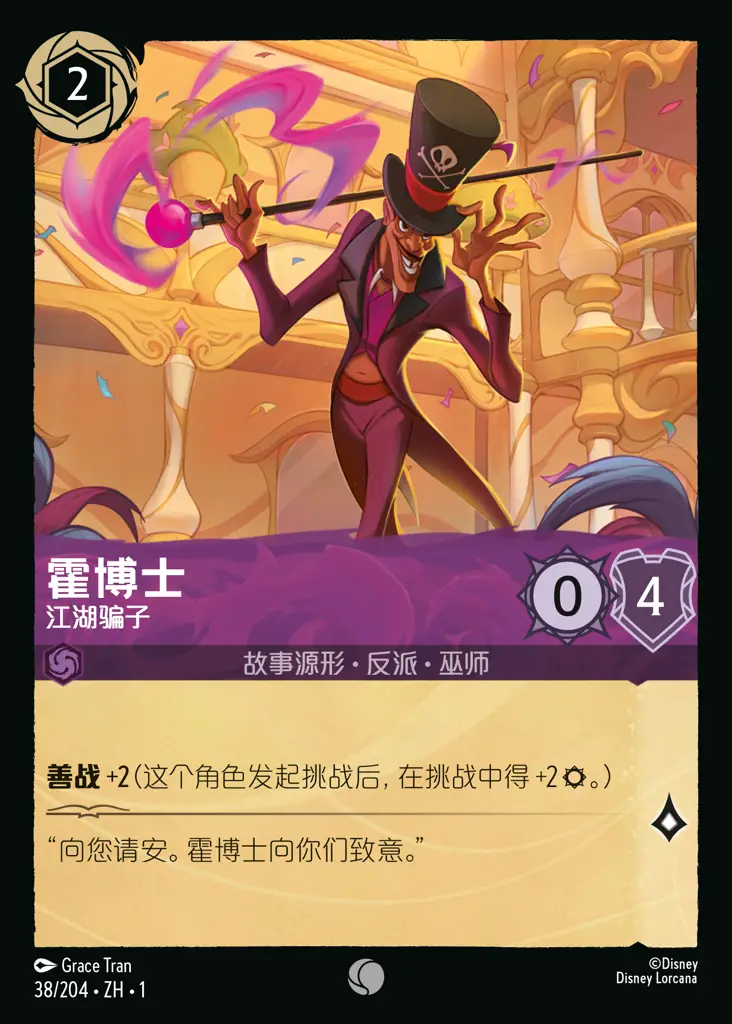 2
霍博士
江湖骗子
0 4
故事源形 • 反派 • 巫师
善战 +2(这个角色发起挑战后, 在挑战中得 +2 。)
“向您请安。霍博士向你们致意。”
Grace Tran
38/204 • ZH • 1
©Disney
Disney Lorcana